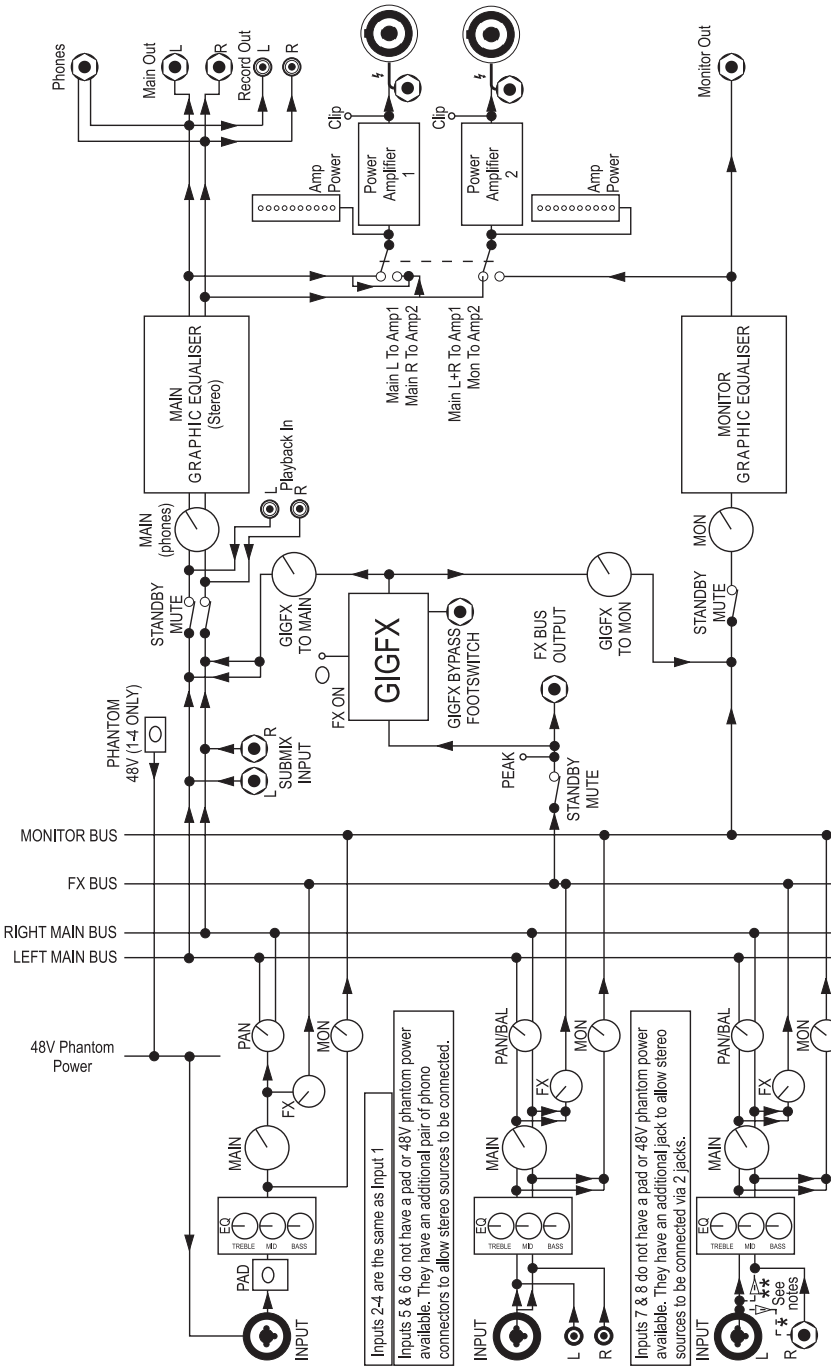 Phones
Main Out
L
R
Record Out
L
R
Clip
Clip
Power
Amplifier
1
Amp
Power
Power
Amplifier
2
Amp
Power
Monitor Out
Main L To Amp1
Main R To Amp2
Main L+R To Amp1
Mon To Amp2
MAIN
GRAPHIC EQUALISER
(Stereo)
MONITOR
GRAPHIC EQUALISER
MAIN
(phones)
L
Playback In
R
STANDBY
MUTE
GIGFX
TO MAIN
FX ON
GIGFX
GIGFX BYPASS
FOOTSWITCH
FX BUS
OUTPUT
GIGFX
TO MON
MON
STANDBY
MUTE
PHANTOM
48V (1-4 ONLY)
L
R
SUBMIX
INPUT
PEAK
STANDBY
MUTE
MONITOR BUS
FX BUS
RIGHT MAIN BUS
LEFT MAIN BUS
48V Phantom
Power
PAN
FX
MON
MAIN
EQ
TREBLE
MID
BASS
PAD
INPUT
Inputs 2-4 are the same as Input 1
Inputs 5 & 6 do not have a pad or 48V phantom power
available. They have an additional pair of phono
connectors to allow stereo sources to be connected.
PAN/BAL
FX
MON
MAIN
EQ
TREBLE
MID
BASS
INPUT
L
R
Inputs 7 & 8 do not have a pad or 48V phantom power
available. They have an additional jack to allow stereo
sources to be connected via 2 jacks.
PAN/BAL
FX
MON
MAIN
EQ
TREBLE
MID
BASS
INPUT
L
R
*
**
See
notes